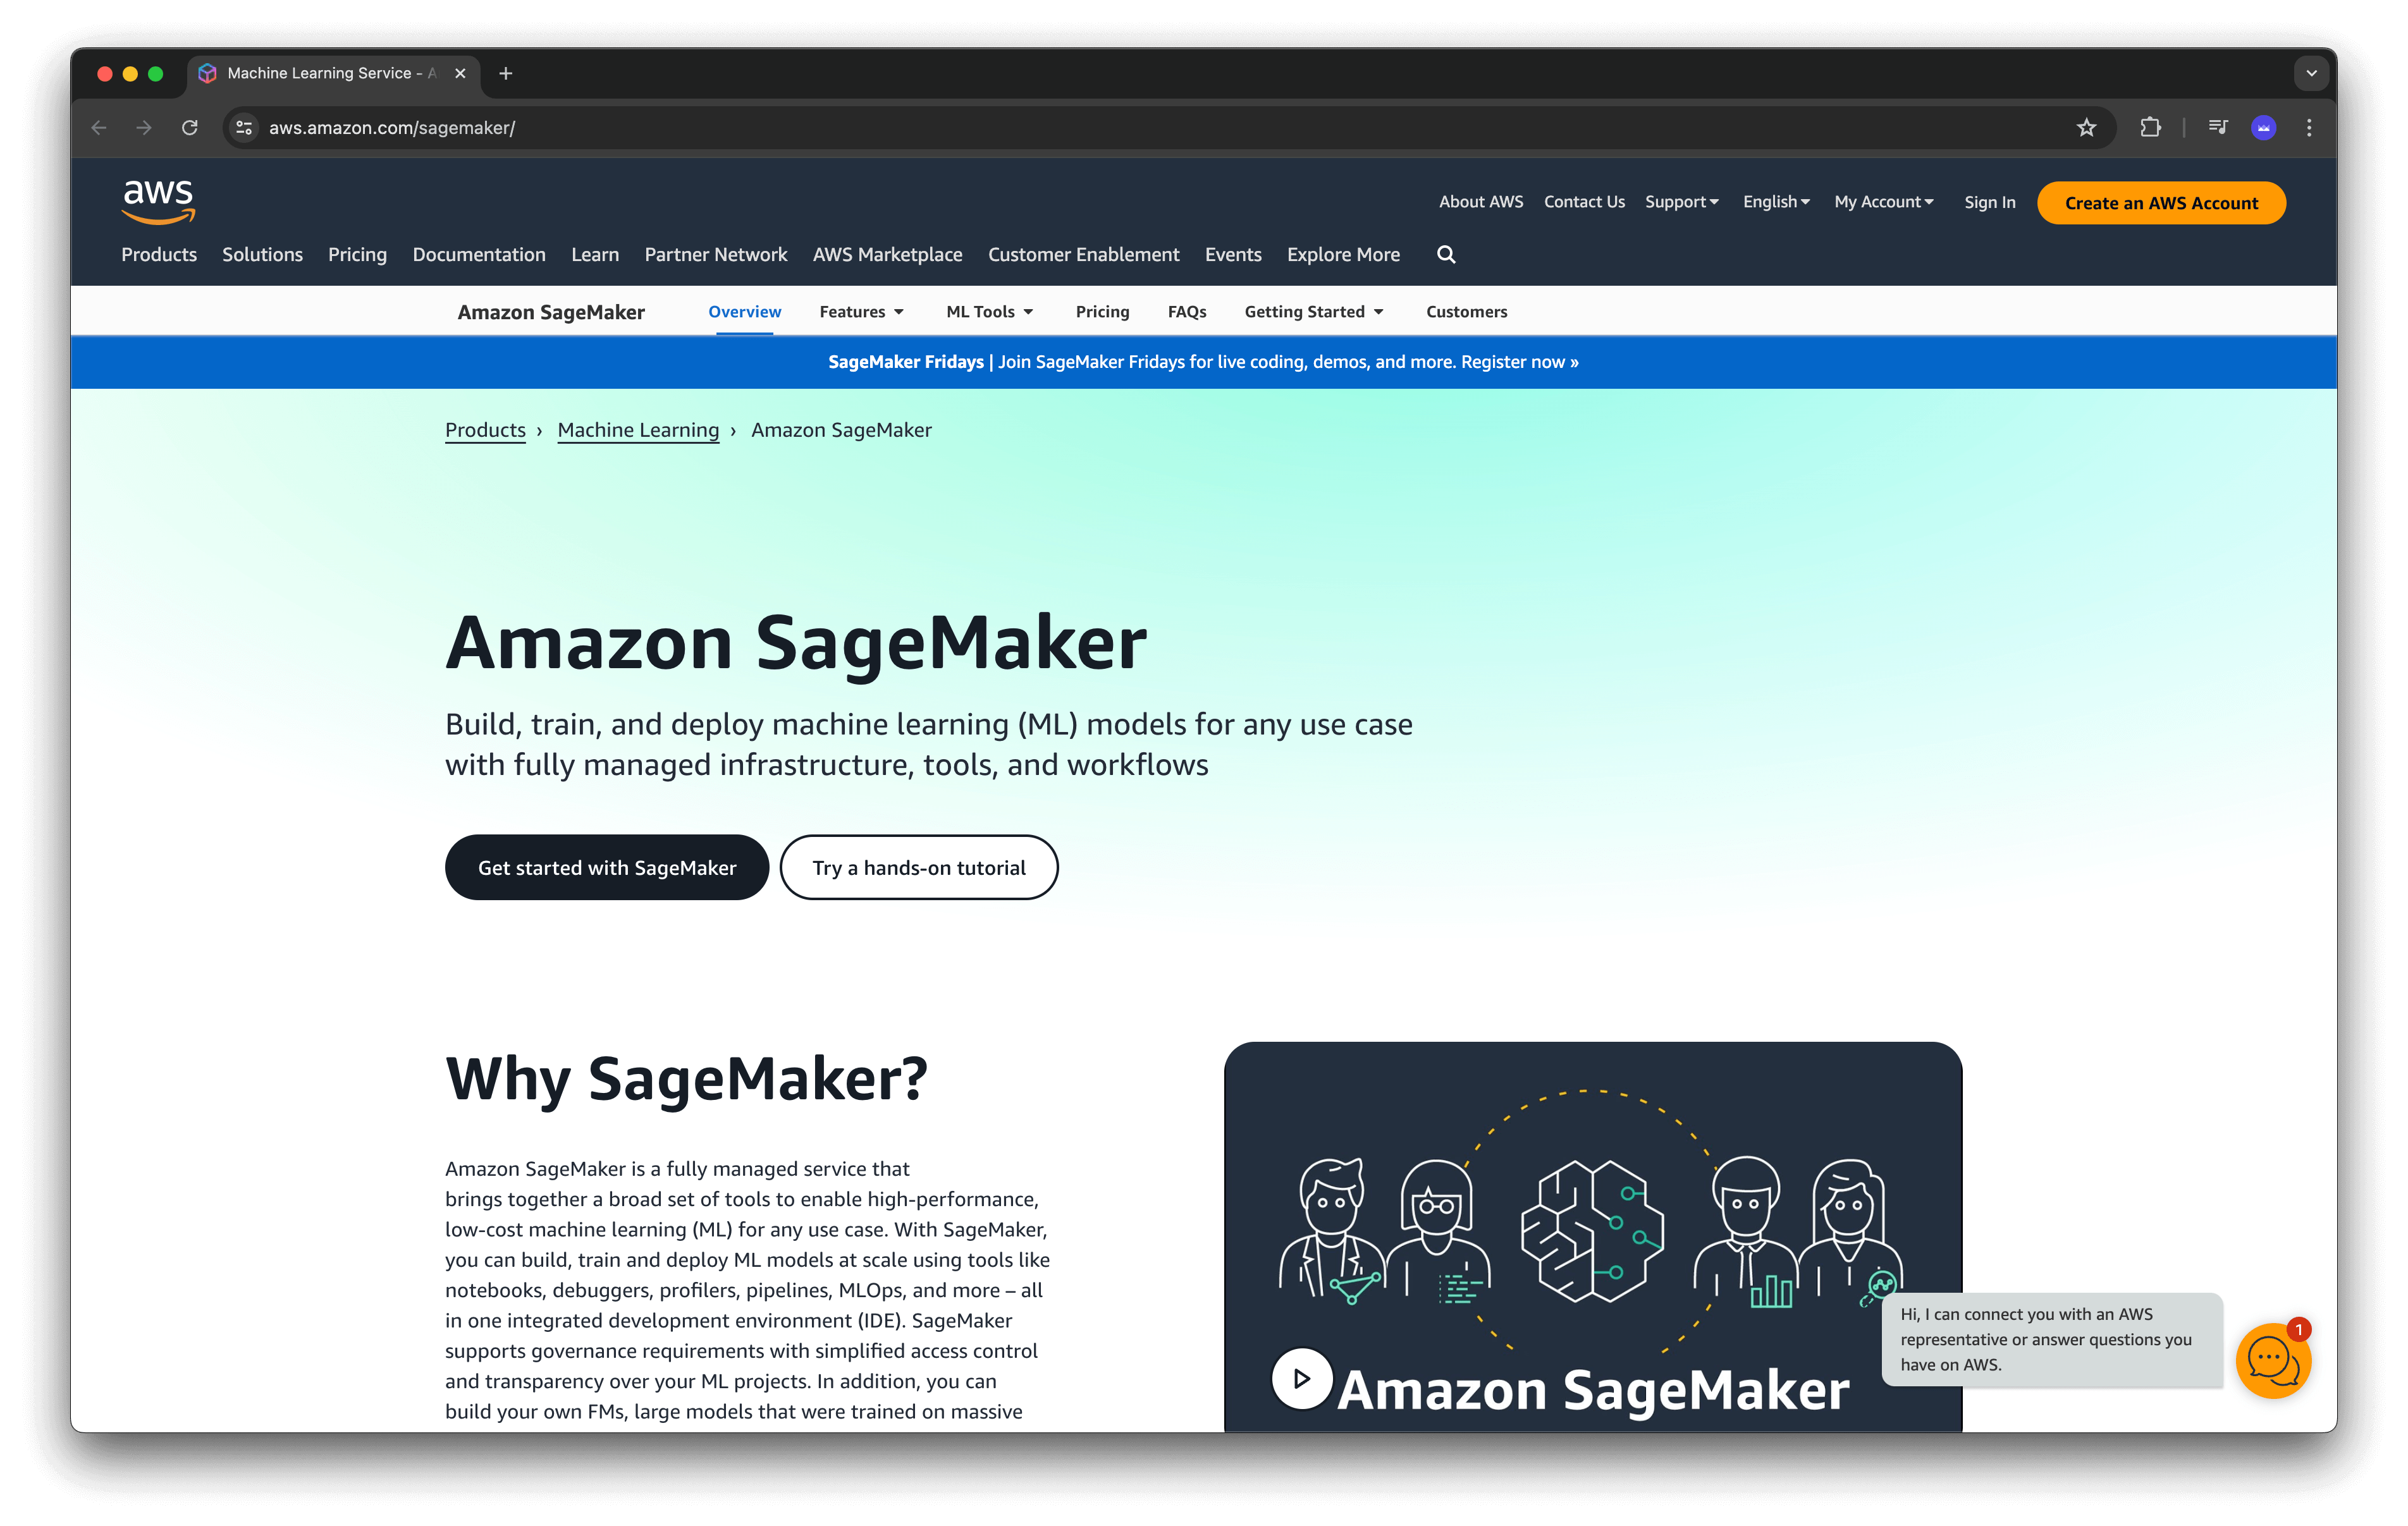 Machine Learning Service - A
aws.amazon.com/sagemaker/
aws
About AWS Contact Us Support English My Account Sign In Create an AWS Account
Products Solutions Pricing Documentation Learn Partner Network AWS Marketplace Customer Enablement Events Explore More
Amazon SageMaker Overview Features ML Tools Pricing FAQs Getting Started Customers
SageMaker Fridays | Join SageMaker Fridays for live coding, demos, and more. Register now »
Products › Machine Learning › Amazon SageMaker
Amazon SageMaker
Build, train, and deploy machine learning (ML) models for any use case
with fully managed infrastructure, tools, and workflows
Get started with SageMaker Try a hands-on tutorial
Why SageMaker?
Amazon SageMaker is a fully managed service that
brings together a broad set of tools to enable high-performance,
low-cost machine learning (ML) for any use case. With SageMaker,
you can build, train and deploy ML models at scale using tools like
notebooks, debuggers, profilers, pipelines, MLOps, and more – all
in one integrated development environment (IDE). SageMaker
supports governance requirements with simplified access control
and transparency over your ML projects. In addition, you can
build your own FMs, large models that were trained on massive
Amazon SageMaker
Hi, I can connect you with an AWS
representative or answer questions you
have on AWS.
1